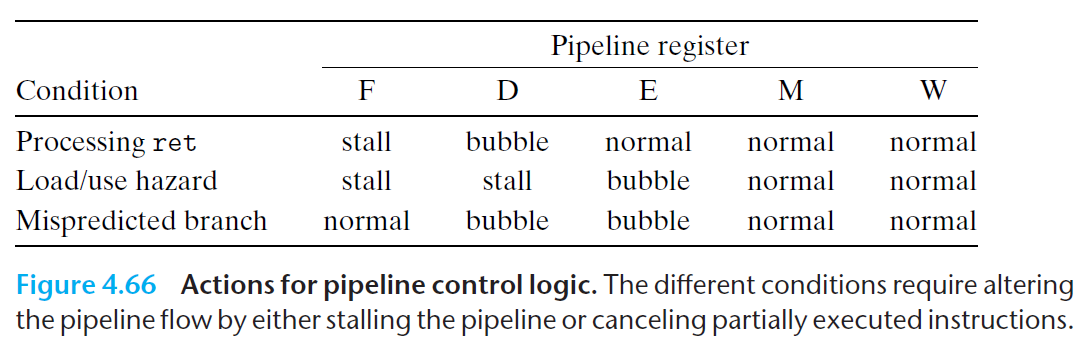 Pipeline register
Condition F D E M W
Processing ret stall bubble normal normal normal
Load/use hazard stall stall bubble normal normal
Mispredicted branch normal bubble bubble normal normal
Figure 4.66 Actions for pipeline control logic. The different conditions require altering
the pipeline flow by either stalling the pipeline or canceling partially executed instructions.